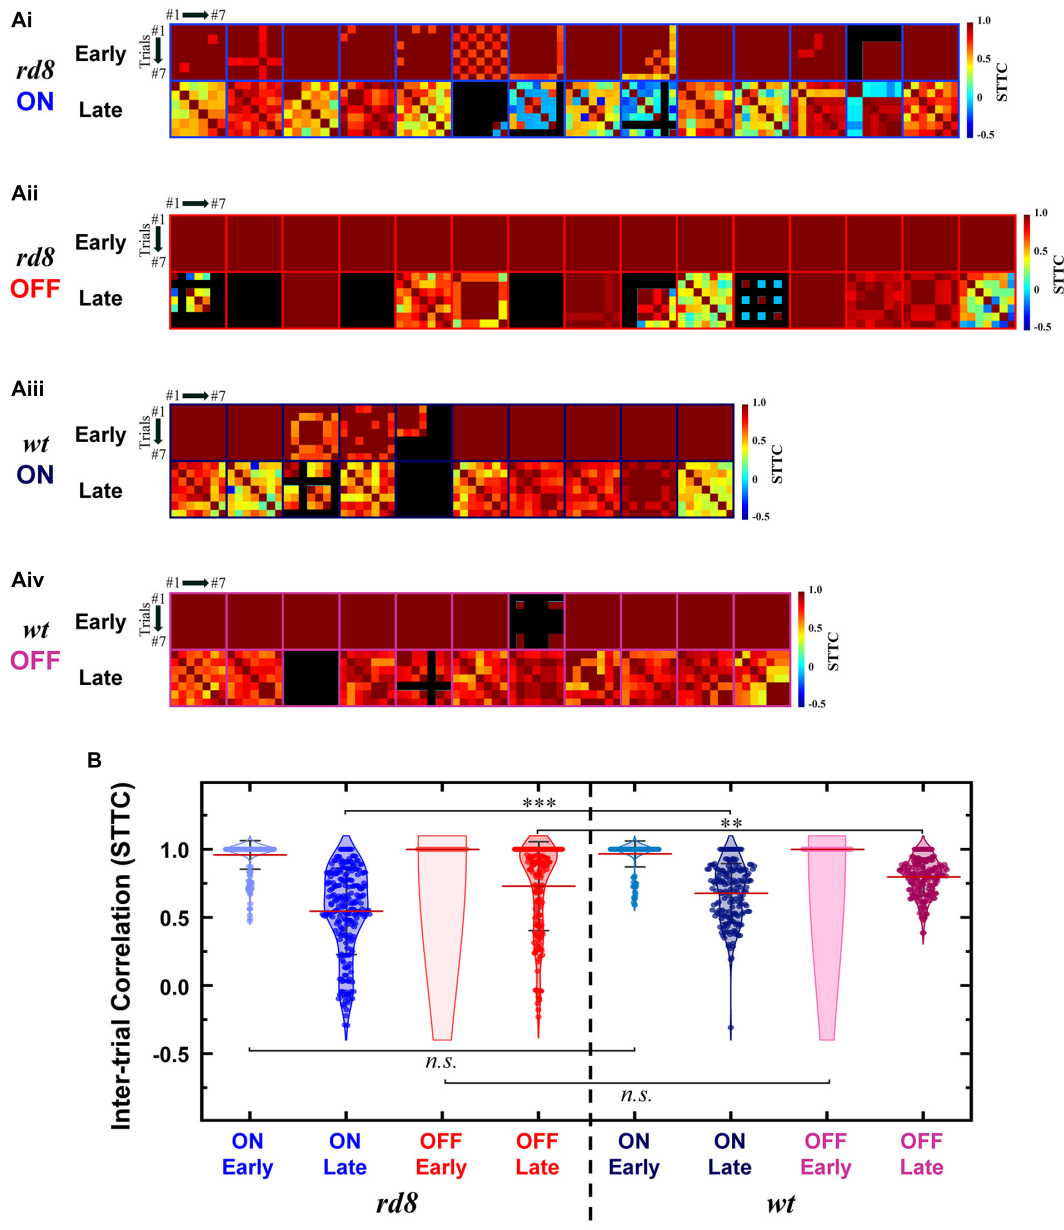 Ai
#1 #7
rd8
ON
Trials
#1
#7
Early
Late
1.0
0.5
0
-0.5
STTC
Aii
#1 #7
rd8
OFF
Trials
#1
#7
Early
Late
1.0
0.5
0
-0.5
STTC
Aiii
#1 #7
wt
ON
Trials
#1
#7
Early
Late
1.0
0.5
0
-0.5
STTC
Aiv
#1 #7
wt
OFF
Trials
#1
#7
Early
Late
1.0
0.5
0
-0.5
STTC
B
Inter-trial Correlation (STTC)
1.0
0.5
0.0
-0.5
***
**
n.s.
n.s.
ON Early
ON Late
OFF Early
OFF Late
ON Early
ON Late
OFF Early
OFF Late
rd8
wt